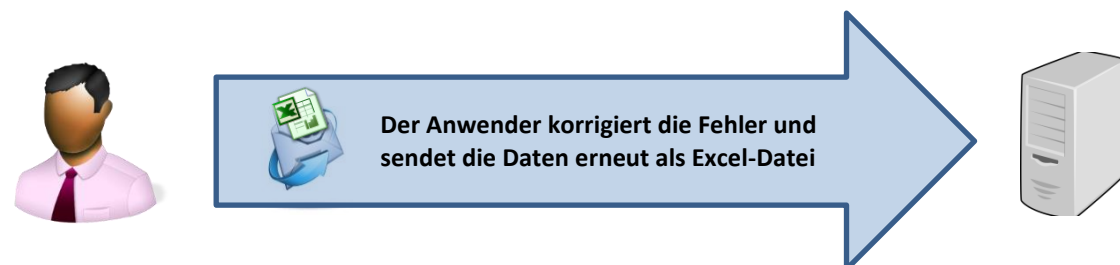 Der Anwender korrigiert die Fehler und
sendet die Daten erneut als Excel-Datei